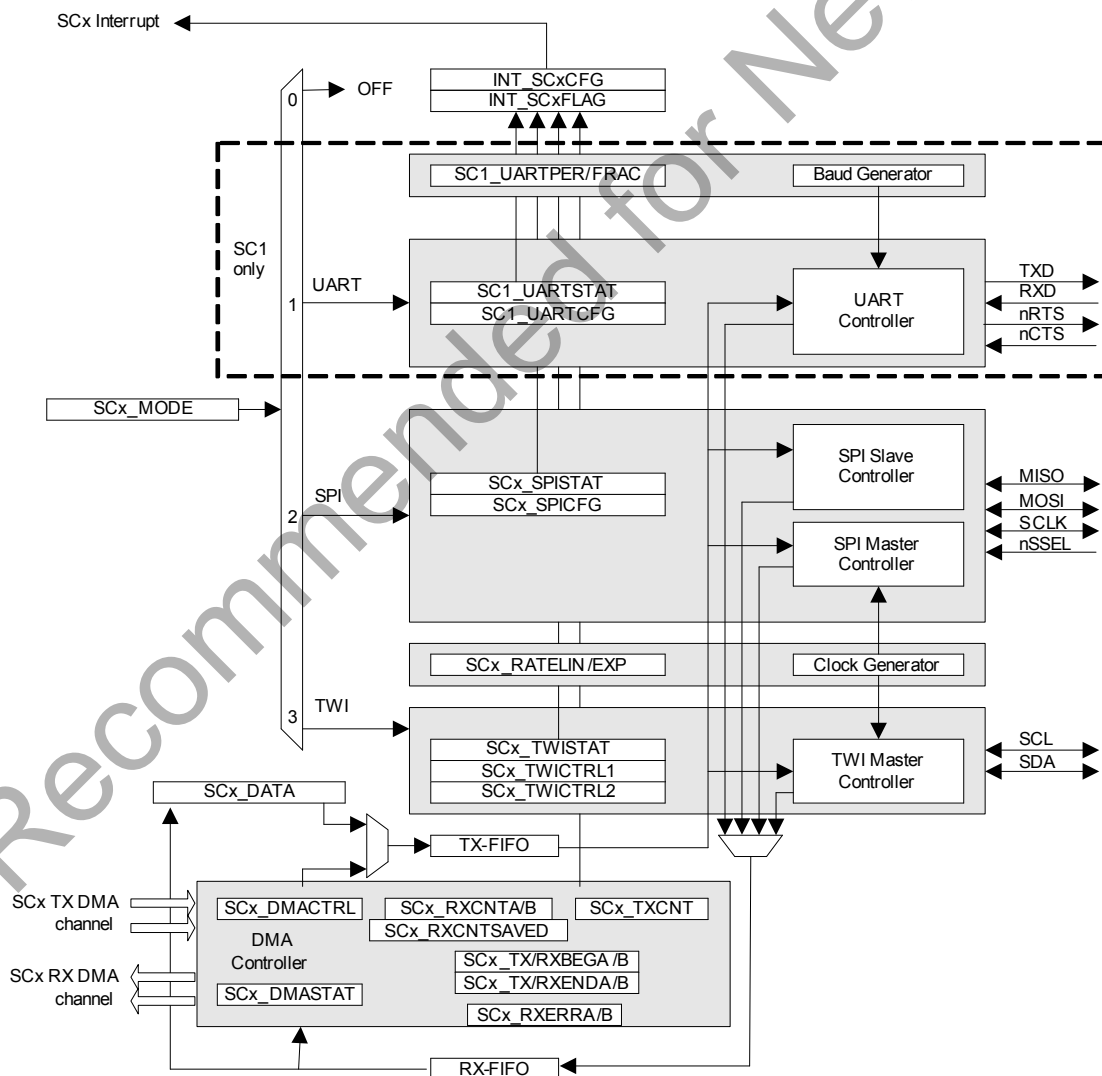 SCx Interrupt
INT_SCxCFG
INT_SCxFLAG
0
OFF
SC1_UARTPER/FRAC
Baud Generator
SC1
only
UART
1
SC1_UARTSTAT
SC1_UARTCFG
UART
Controller
TXD
RXD
nRTS
nCTS
SCx_MODE
SPI
2
SCx_SPISTAT
SCx_SPICFG
SPI Slave
Controller
SPI Master
Controller
MISO
MOSI
SCLK
nSSEL
SCx_RATELIN/EXP
Clock Generator
TWI
3
SCx_TWISTAT
SCx_TWICTRL1
SCx_TWICTRL2
TWI Master
Controller
SCL
SDA
SCx_DATA
TX-FIFO
SCx TX DMA
channel
SCx RX DMA
channel
SCx_DMACTRL
SCx_RXCNTA/B
SCx_TXCNT
SCx_RXCNTSAVED
DMA
Controller
SCx_TX/RXBEGA/B
SCx_TX/RXENDA/B
SCx_DMASTAT
SCx_RXERRA/B
RX-FIFO
Recommended for Ne